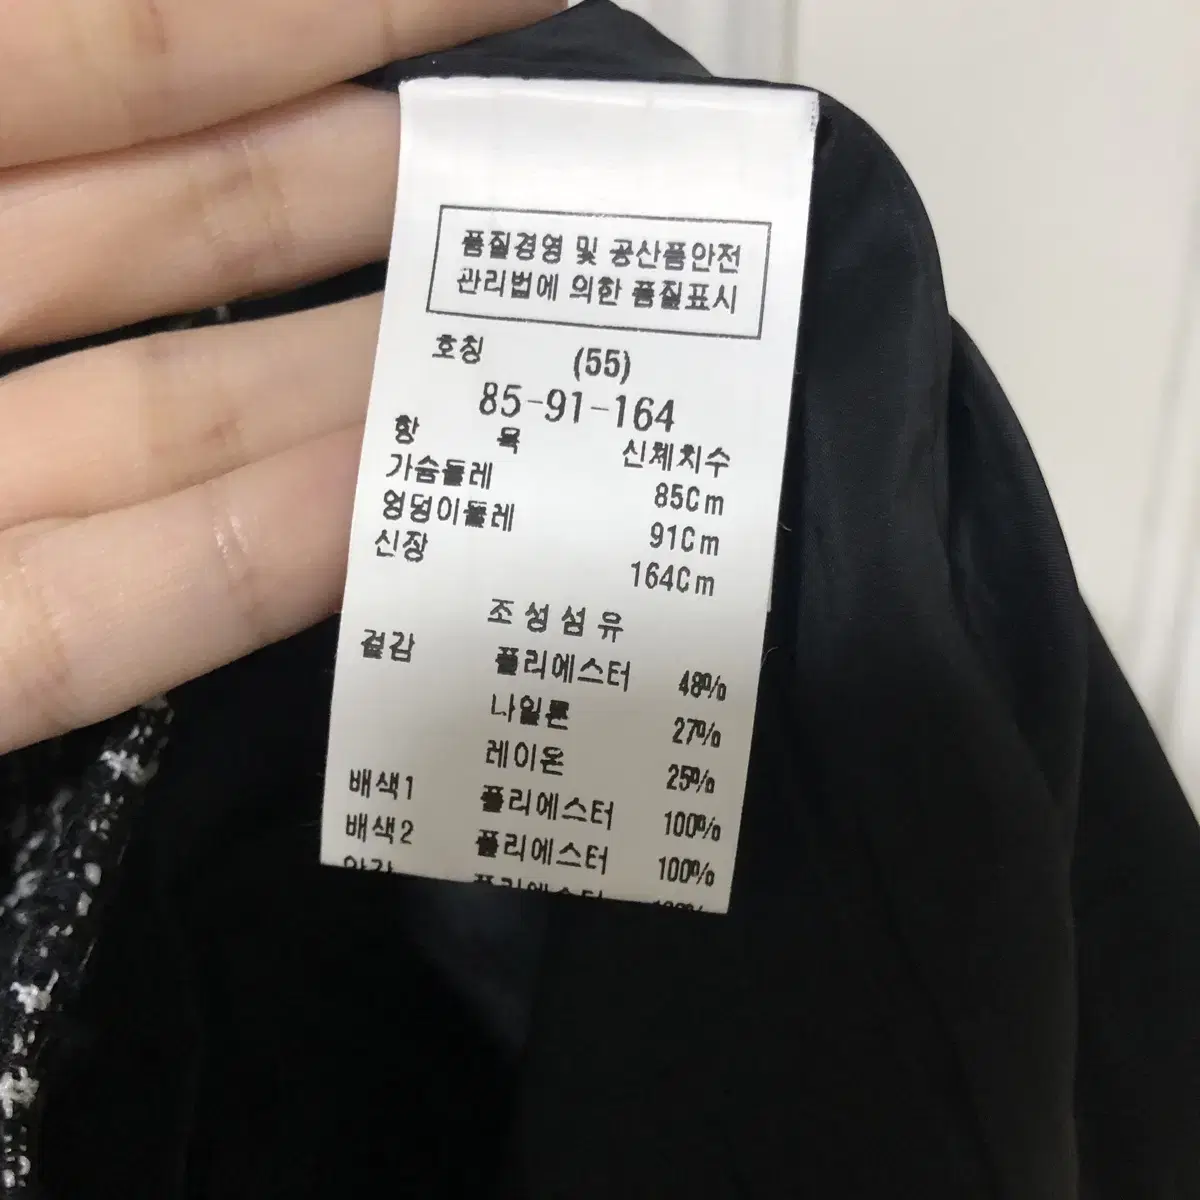 품질경영 및 공산품안전
관리법에 의한 품질표시
호칭 (55)
85-91-164
항 목 신체치수
가슴둘레 85Cm
엉덩이둘레 91Cm
신장 164Cm
조성섬유
겉감 폴리에스터 48%
나일론 27%
레이온 25%
배색1 폴리에스터 100%
배색2 폴리에스터 100%